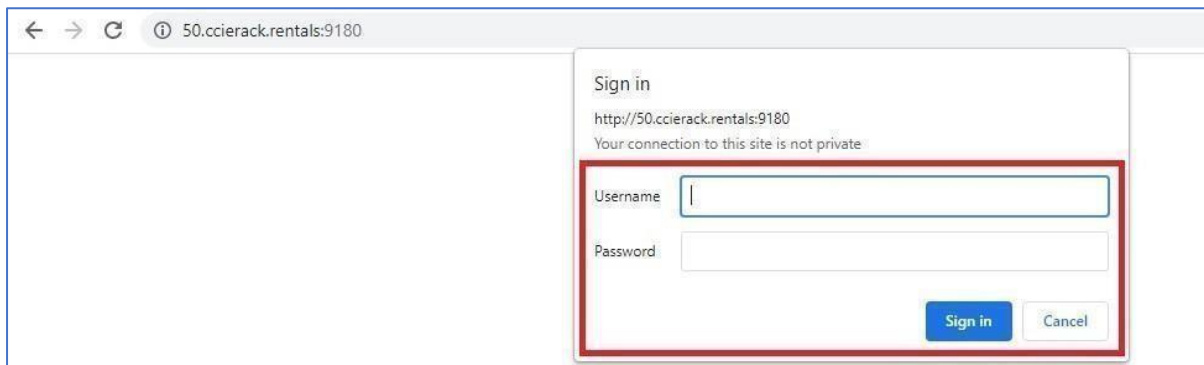 50.ccierack.rentals:9180
Sign in
http://50.ccierack.rentals:9180
Your connection to this site is not private
Username
Password
Sign in Cancel